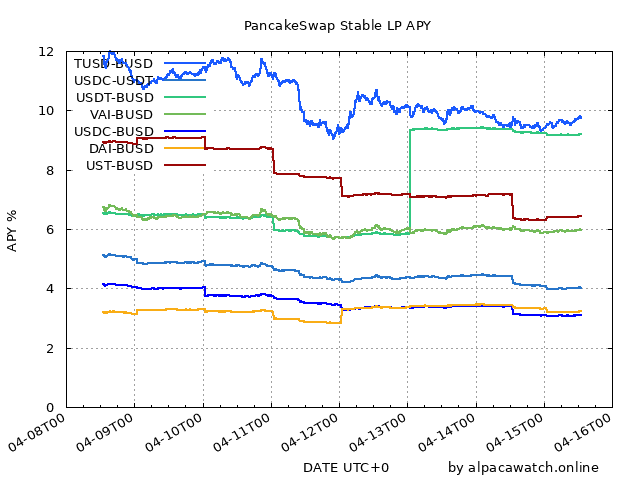 PancakeSwap Stable LP APY
12
10
8
6
4
2
0
APY %
TUSD-BUSD
USDC-USDT
USDT-BUSD
VAI-BUSD
USDC-BUSD
DAI-BUSD
UST-BUSD
04-08T00
04-09T00
04-10T00
04-11T00
04-12T00
04-13T00
04-14T00
04-15T00
04-16T00
DATE UTC+0
by alpacawatch.online